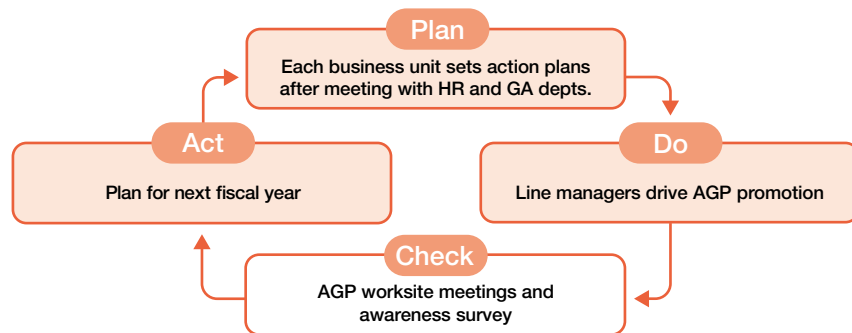 Plan
Each business unit sets action plans
after meeting with HR and GA depts.
Act
Plan for next fiscal year
Do
Line managers drive AGP promotion
Check
AGP worksite meetings and
awareness survey